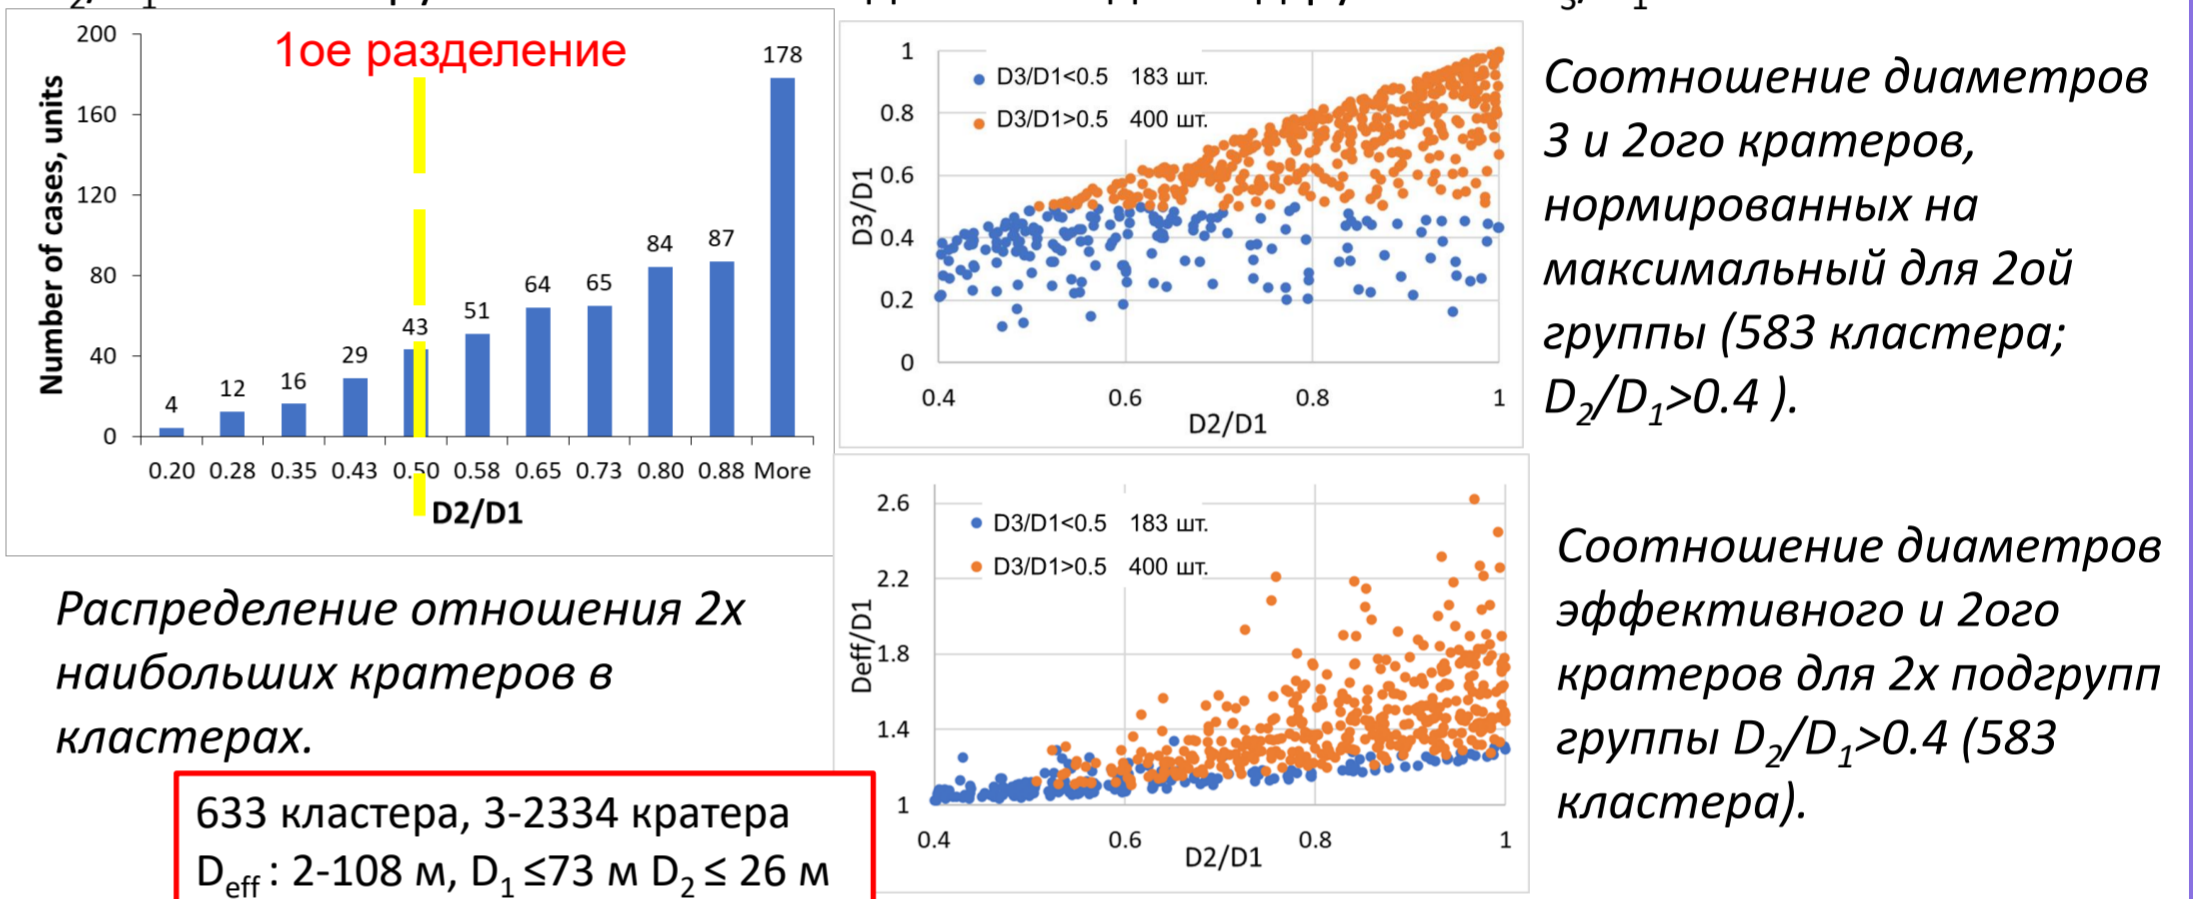 1ое разделение
Number of cases, units
200
160
120
80
40
0
4
12
16
29
43
51
64
65
84
87
178
0.20 0.28 0.35 0.43 0.50 0.58 0.65 0.73 0.80 0.88 More
D2/D1
D3/D1
1
0.8
0.6
0.4
0.2
0
D3/D1<0.5 183 шт.
D3/D1>0.5 400 шт.
0.4 0.6 0.8 1
D2/D1
Соотношение диаметров
3 и 2ого кратеров,
нормированных на
максимальный для 2ой
группы (583 кластера;
D2/D1>0.4 ).
Распределение отношения 2х
наибольших кратеров в
кластерах.
633 кластера, 3-2334 кратера
Deff : 2-108 м, D1 ≤73 м D2 ≤ 26 м
Deff/D1
2.6
2.2
1.8
1.4
1
D3/D1<0.5 183 шт.
D3/D1>0.5 400 шт.
0.4 0.6 0.8 1
D2/D1
Соотношение диаметров
эффективного и 2ого
кратеров для 2х подгрупп
группы D2/D1>0.4 (583
кластера).